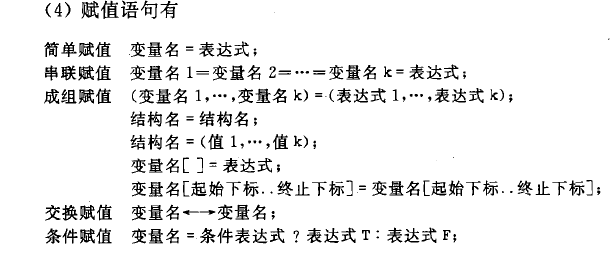 (4) 赋值语句有
简单赋值 变量名=表达式;
串联赋值 变量名1=变量名2=…=变量名k=表达式;
成组赋值 (变量名1,…,变量名k)=(表达式1,…,表达式k);
结构名=结构名;
结构名=(值1,…,值k);
变量名[ ]=表达式;
变量名[起始下标..终止下标]=变量名[起始下标..终止下标];
交换赋值 变量名←→变量名;
条件赋值 变量名=条件表达式?表达式T:表达式F;